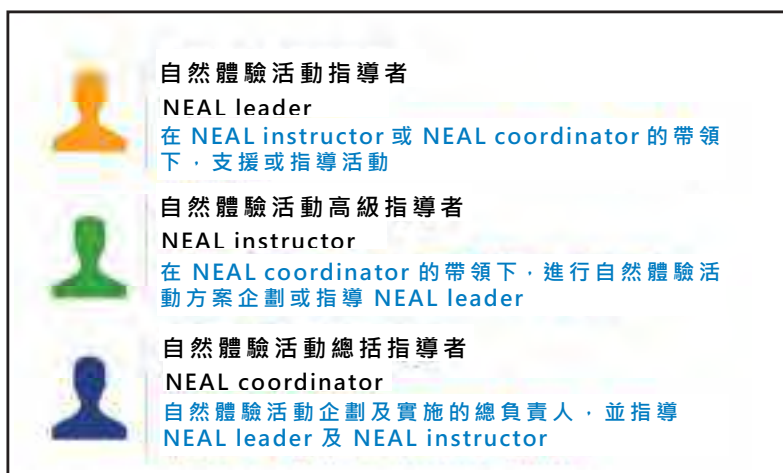 自然體驗活動指導者
NEAL leader
在 NEAL instructor 或 NEAL coordinator 的帶領
下，支援或指導活動
自然體驗活動高級指導者
NEAL instructor
在 NEAL coordinator 的帶領下，進行自然體驗活
動方案企劃或指導 NEAL leader
自然體驗活動總括指導者
NEAL coordinator
自然體驗活動企劃及實施的總負責人，並指導
NEAL leader 及 NEAL instructor